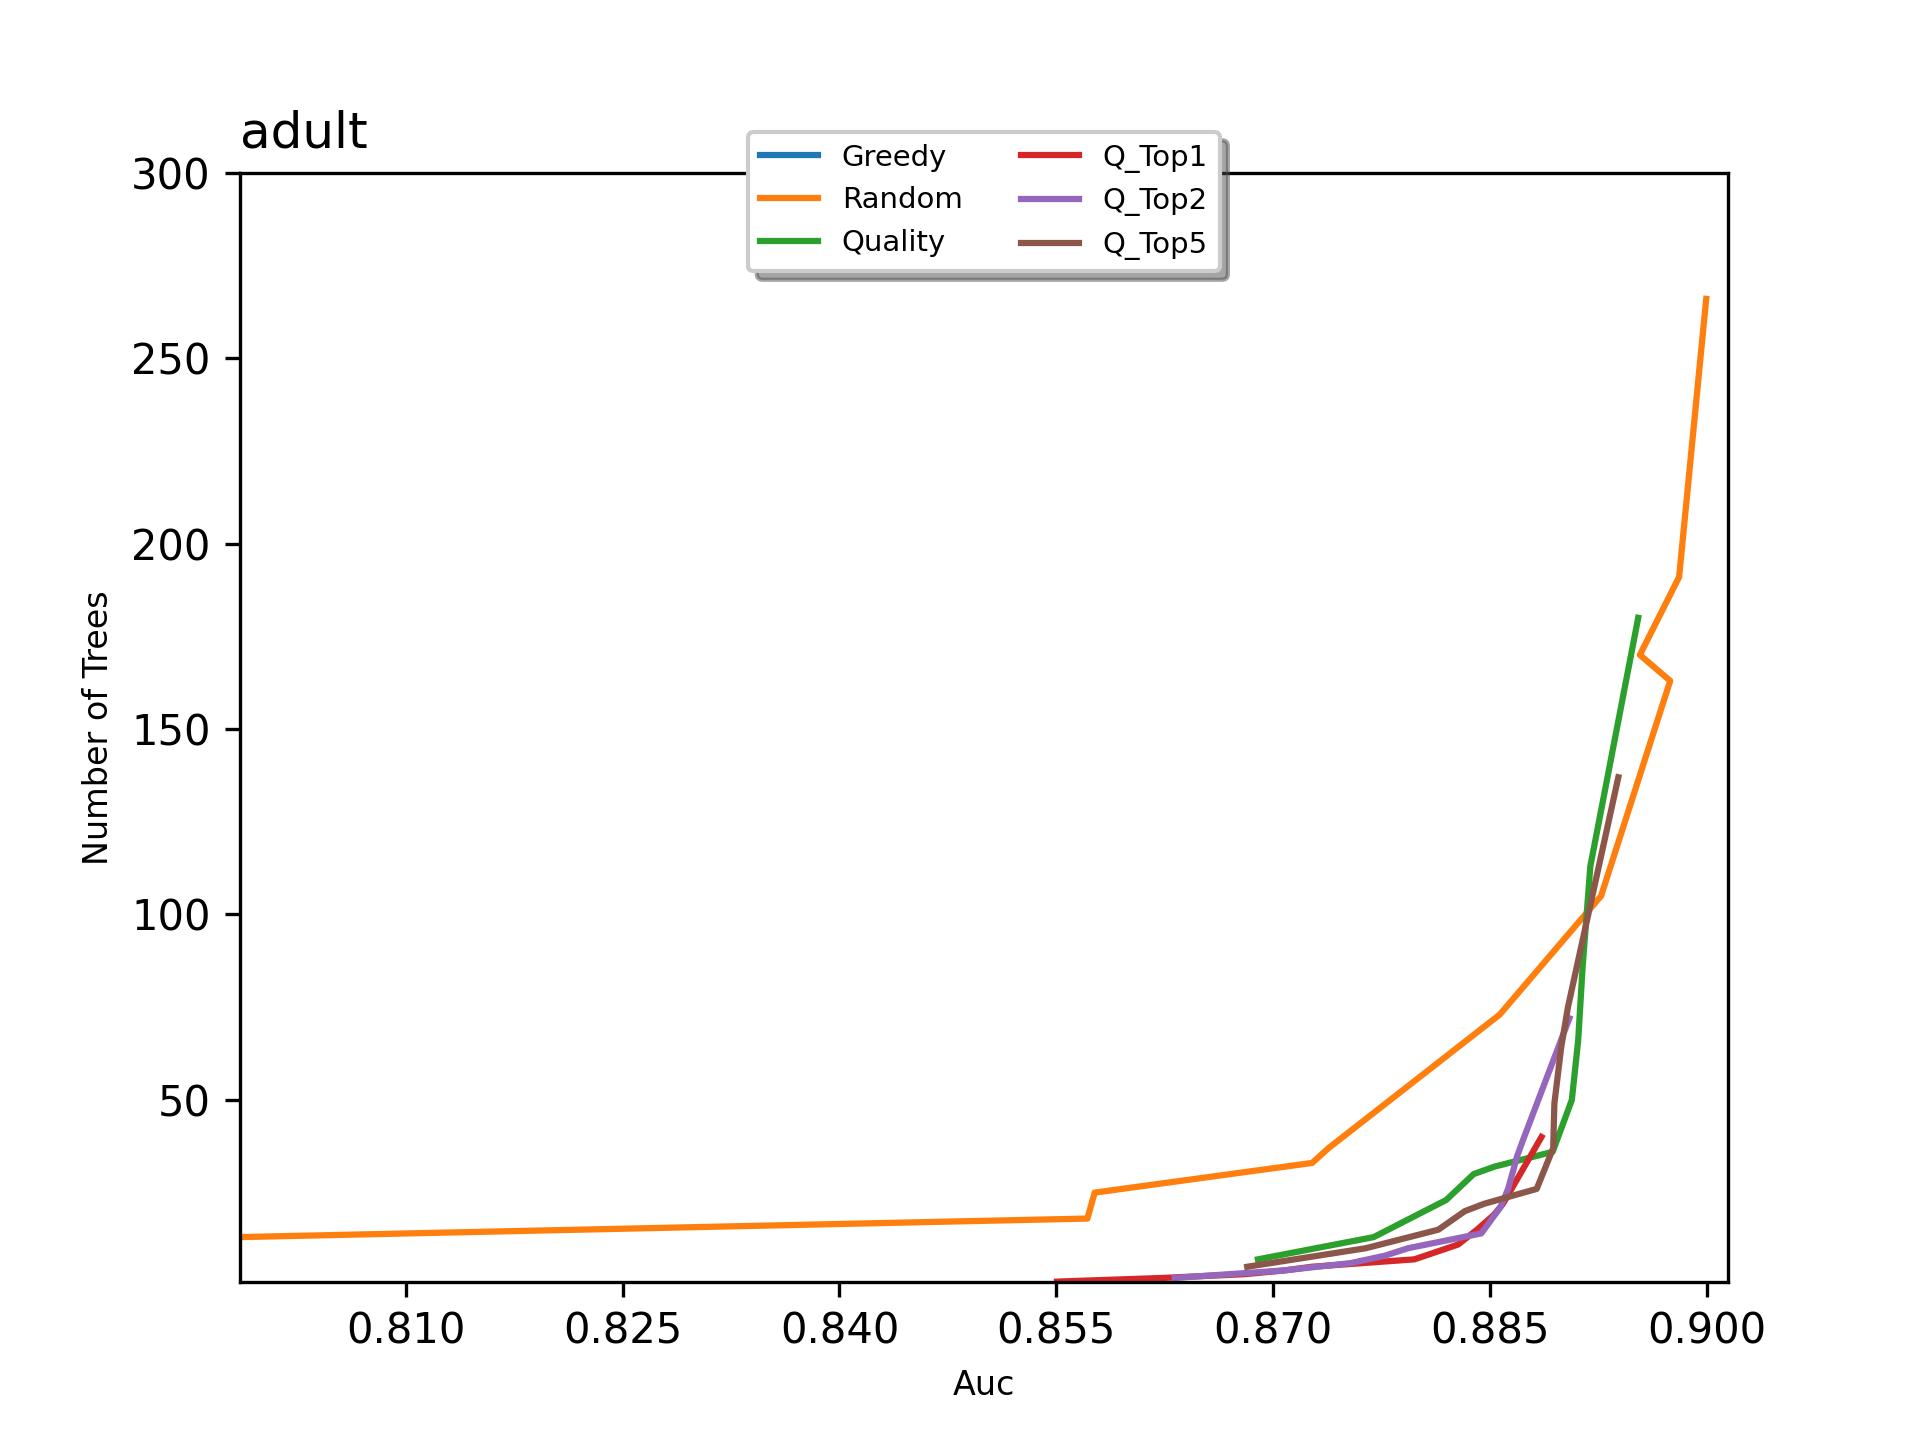 adult
Greedy
Random
Quality
Q_Top1
Q_Top2
Q_Top5
300
250
200
150
100
50
Number of Trees
0.810 0.825 0.840 0.855 0.870 0.885 0.900
Auc